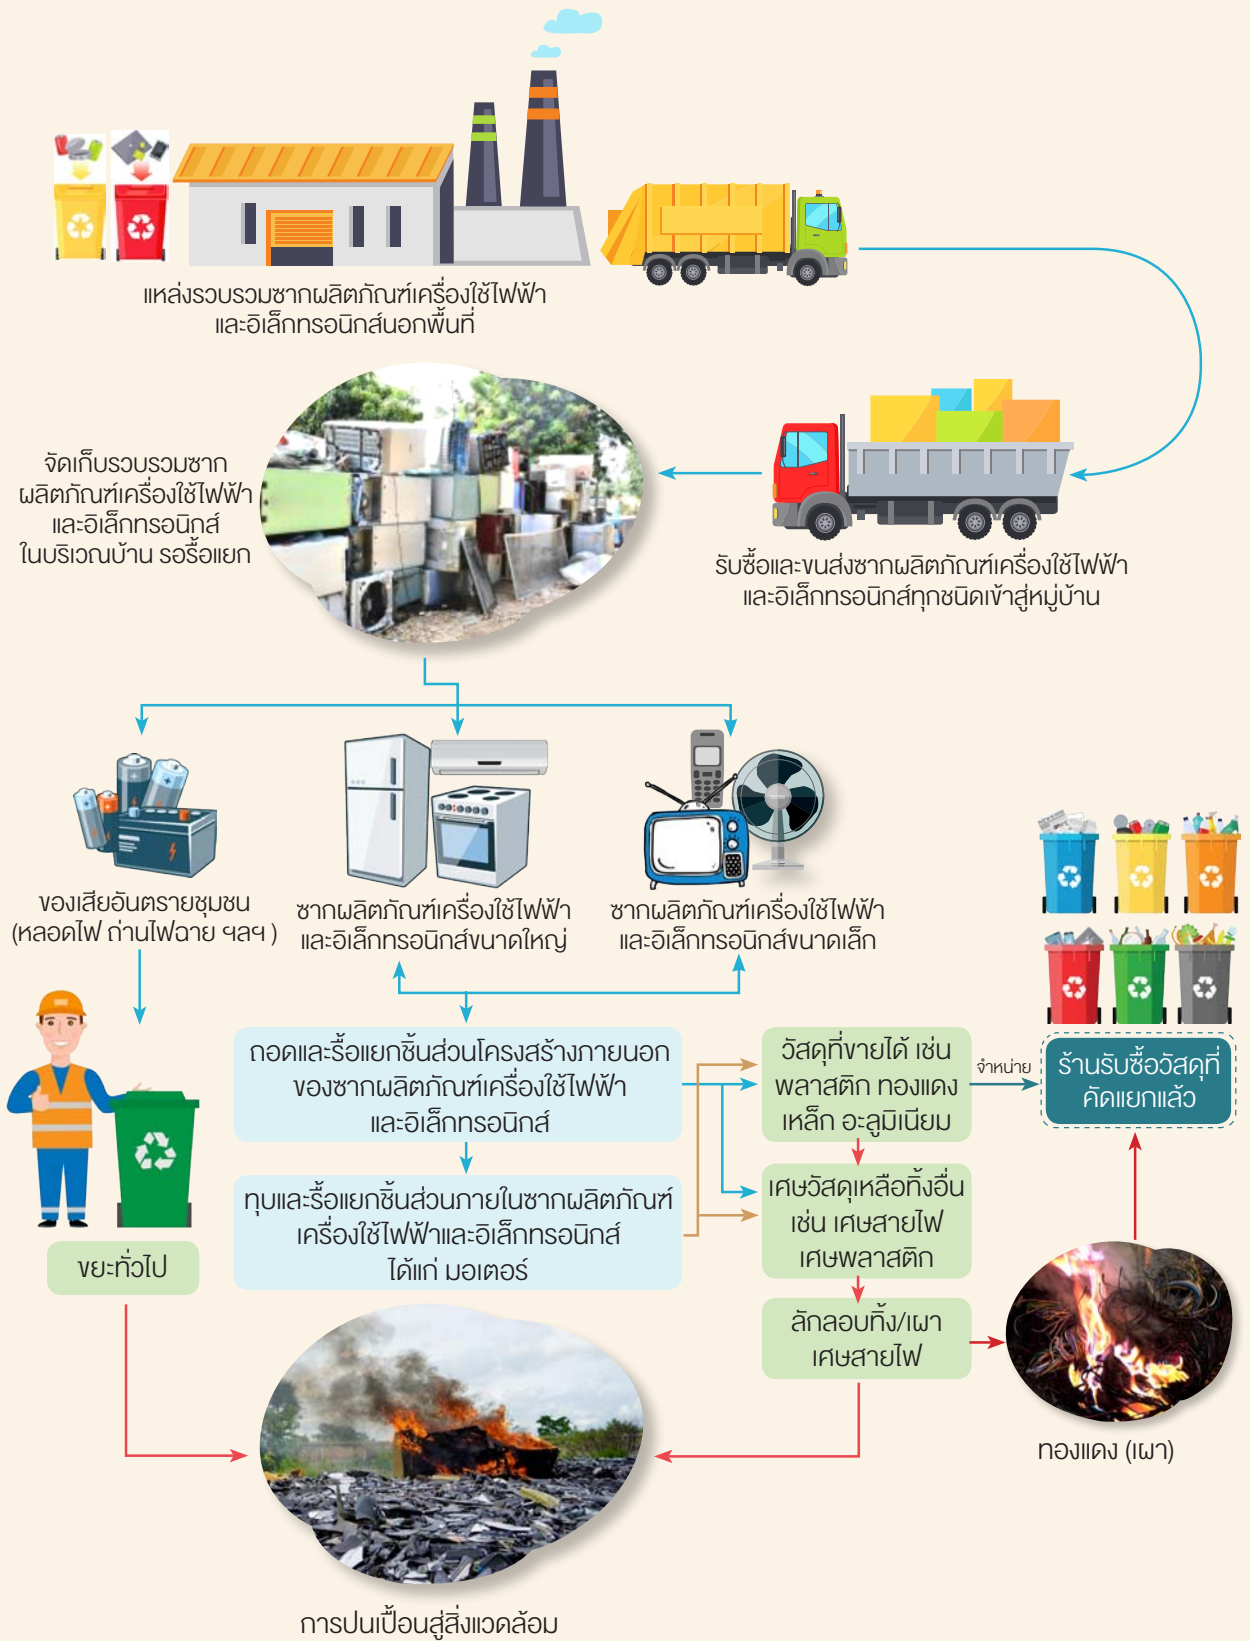 แหล่งรวบรวมซากผลิตภัณฑ์เครื่องใช้ไฟฟ้า
และอิเล็กทรอนิกส์นอกพื้นที่
จัดเก็บรวบรวมซาก
ผลิตภัณฑ์เครื่องใช้ไฟฟ้า
และอิเล็กทรอนิกส์
ในบริเวณบ้าน รอรื้อแยก
รับซื้อและขนส่งซากผลิตภัณฑ์เครื่องใช้ไฟฟ้า
และอิเล็กทรอนิกส์ทุกชนิดเข้าสู่หมู่บ้าน
ของเสียอันตรายชุมชน
(หลอดไฟ ถ่านไฟฉาย ฯลฯ )
ซากผลิตภัณฑ์เครื่องใช้ไฟฟ้า
และอิเล็กทรอนิกส์ขนาดใหญ่
ซากผลิตภัณฑ์เครื่องใช้ไฟฟ้า
และอิเล็กทรอนิกส์ขนาดเล็ก
ถอดและรื้อแยกชิ้นส่วนโครงสร้างภายนอก
ของซากผลิตภัณฑ์เครื่องใช้ไฟฟ้า
และอิเล็กทรอนิกส์
วัสดุที่ขายได้ เช่น
พลาสติก ทองแดง
เหล็ก อะลูมิเนียม
จำหน่าย
ร้านรับซื้อวัสดุที่
คัดแยกแล้ว
ทุบและรื้อแยกชิ้นส่วนภายในซากผลิตภัณฑ์
เครื่องใช้ไฟฟ้าและอิเล็กทรอนิกส์
ได้แก่ มอเตอร์
เศษวัสดุเหลือทิ้งอื่น
เช่น เศษสายไฟ
เศษพลาสติก
ขยะทั่วไป
ลักลอบทิ้ง/เผา
เศษสายไฟ
ทองแดง (เผา)
การปนเปื้อนสู่สิ่งแวดล้อม